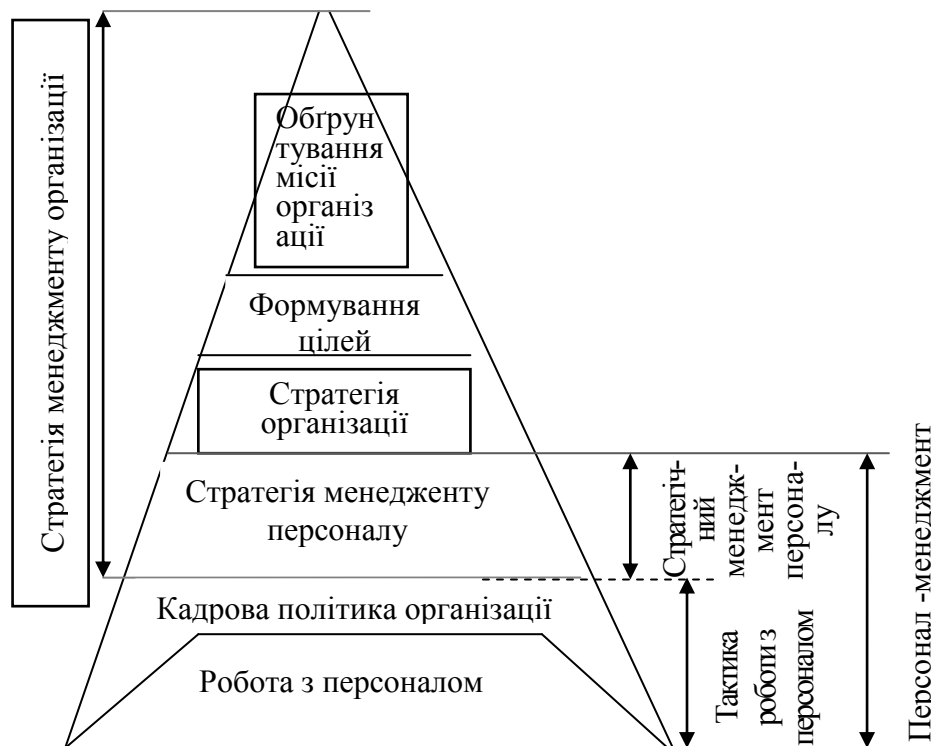 Стратегія менеджменту організації
Обґрун
тування
місії
організ
ації
Формування
цілей
Стратегія
організації
Стратегія менеденту
персоналу
Кадрова політика організації
Робота з персоналом
Стратегіч-
ний
менедж-
мент
персона-
лу
Тактика
роботи з
персоналом
Персонал -менеджмент